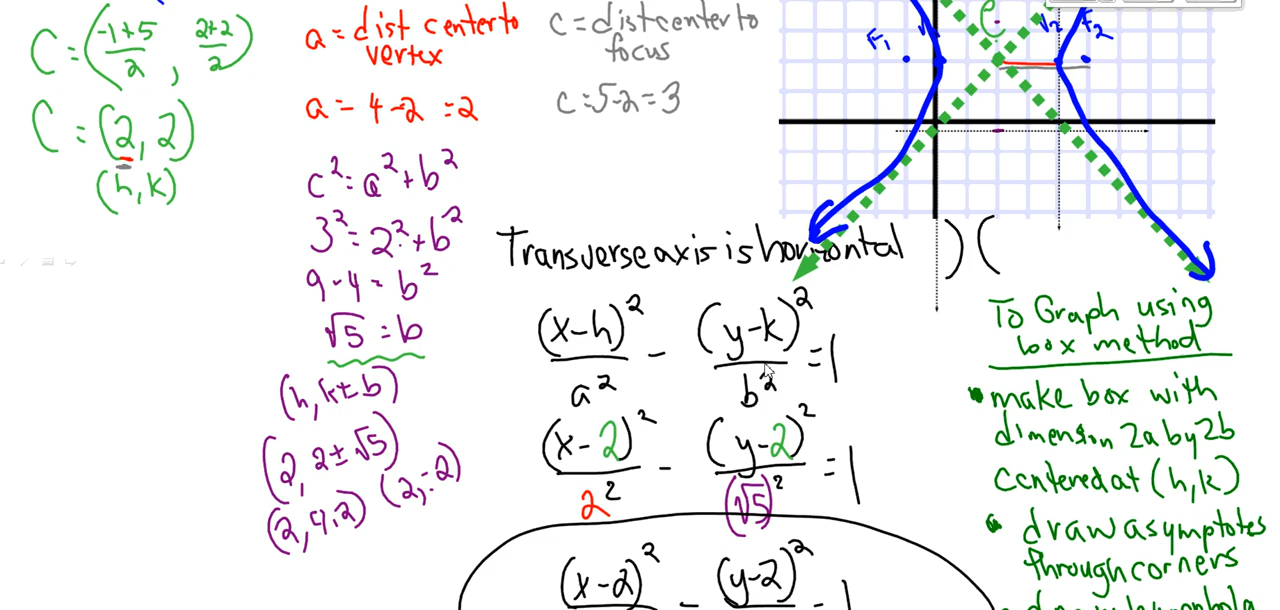 C = (-1+5/2, 2+2/2)
C = (2, 2)
(h, k)
a = dist center to
vertex
a = 4-2 = 2
c² = a² + b²
3² = 2² + b²
9 - 4 = b²
√5 = b
(h, k ± b)
(2, 2 ± √5)
(2, 4.2) (2, -.2)
c = dist center to
focus
c = 5-2 = 3
F₁
V₁
C
V₂
F₂
Transverse axis is horizontal )(
(x-h)²/a² - (y-k)²/b² = 1
(x-2)²/2² - (y-2)²/(√5)² = 1
(x-2)² - (y-2)² = 1
To Graph using
box method
• make box with
dimension 2a by 2b
centered at (h, k)
• draw asymptotes
through corners